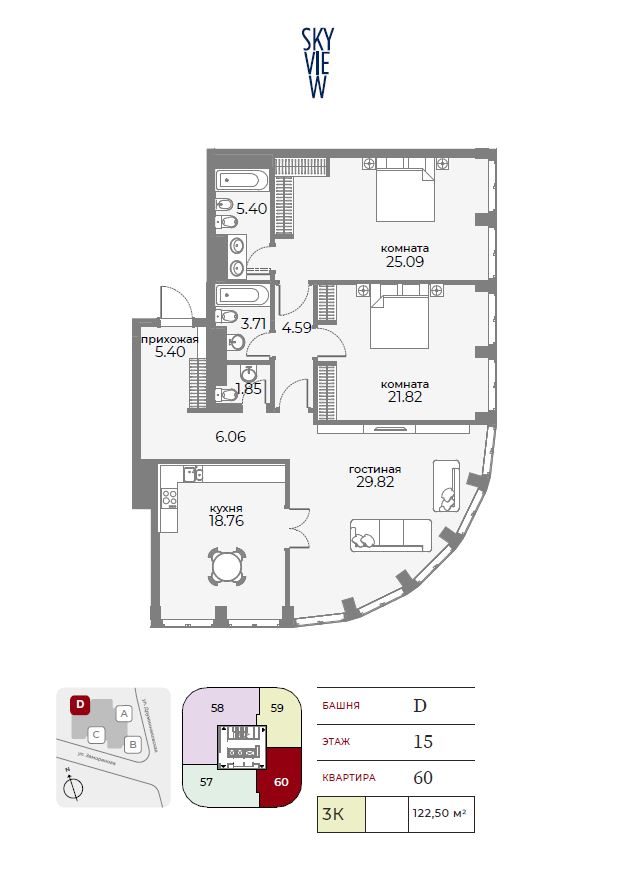 SKY
VIE
W
5.40
комната
25.09
3.71
4.59
прихожая
5.40
1.85
комната
21.82
6.06
гостиная
29.82
кухня
18.76
D
A
C
B
ул. Дружинниковская
ул. Заморенова
N
58
59
57
60
БАШНЯ D
ЭТАЖ 15
КВАРТИРА 60
3К 122,50 м²